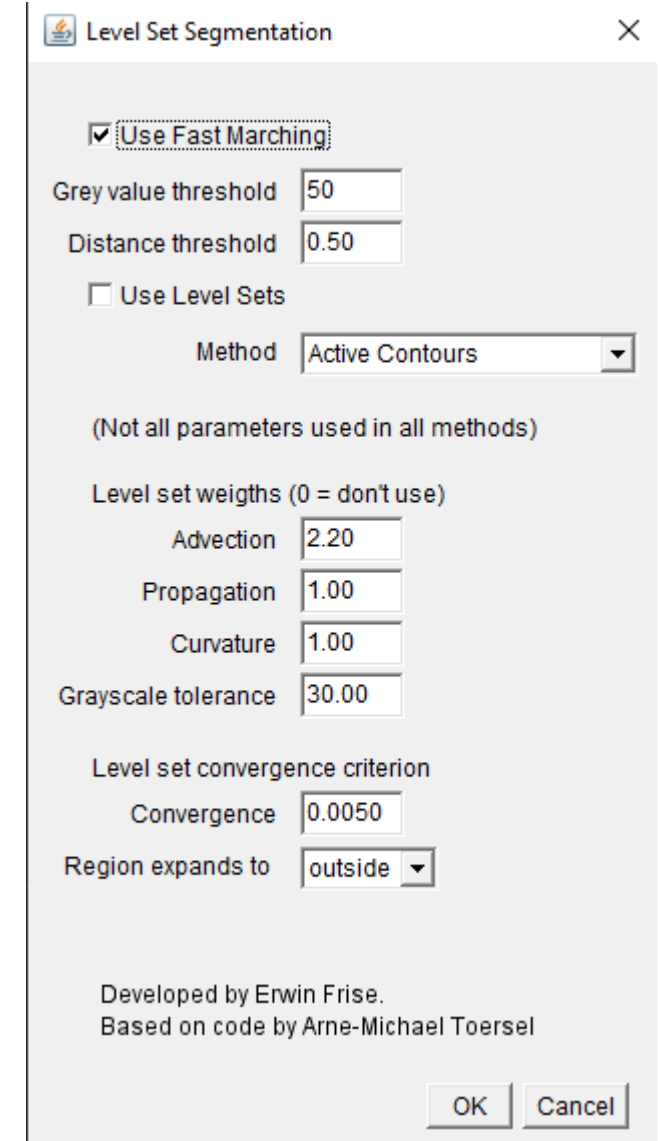 Level Set Segmentation
Use Fast Marching
Grey value threshold 50
Distance threshold 0.50
Use Level Sets
Method Active Contours
(Not all parameters used in all methods)
Level set weigths (0 = don't use)
Advection 2.20
Propagation 1.00
Curvature 1.00
Grayscale tolerance 30.00
Level set convergence criterion
Convergence 0.0050
Region expands to outside
Developed by Erwin Frise.
Based on code by Arne-Michael Toersel
OK Cancel